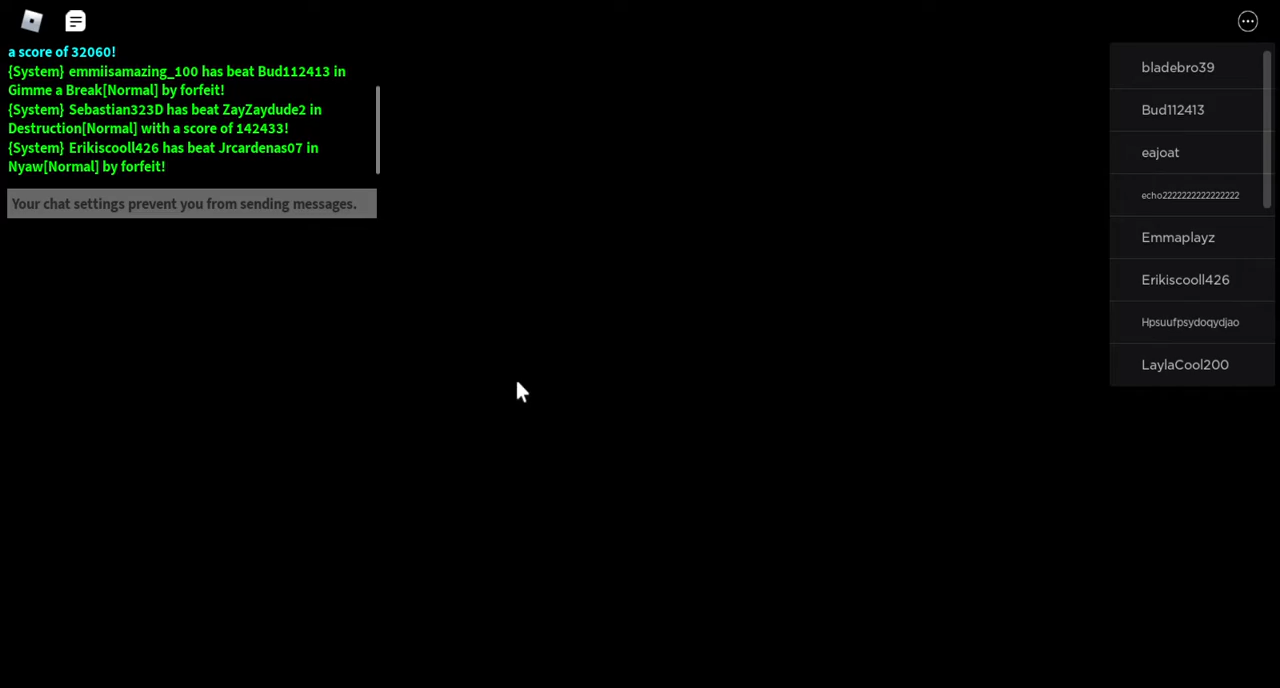 a score of 32060!
{System} emmiisamazing_100 has beat Bud112413 in
Gimme a Break[Normal] by forfeit!
{System} Sebastian323D has beat ZayZaydude2 in
Destruction[Normal] with a score of 142433!
{System} Erikiscooll426 has beat Jrcardenas07 in
Nyaw[Normal] by forfeit!
Your chat settings prevent you from sending messages.
bladebro39
Bud112413
eajoat
echo2222222222222222
Emmaplayz
Erikiscooll426
Hpsuufpsydoqydjao
LaylaCool200